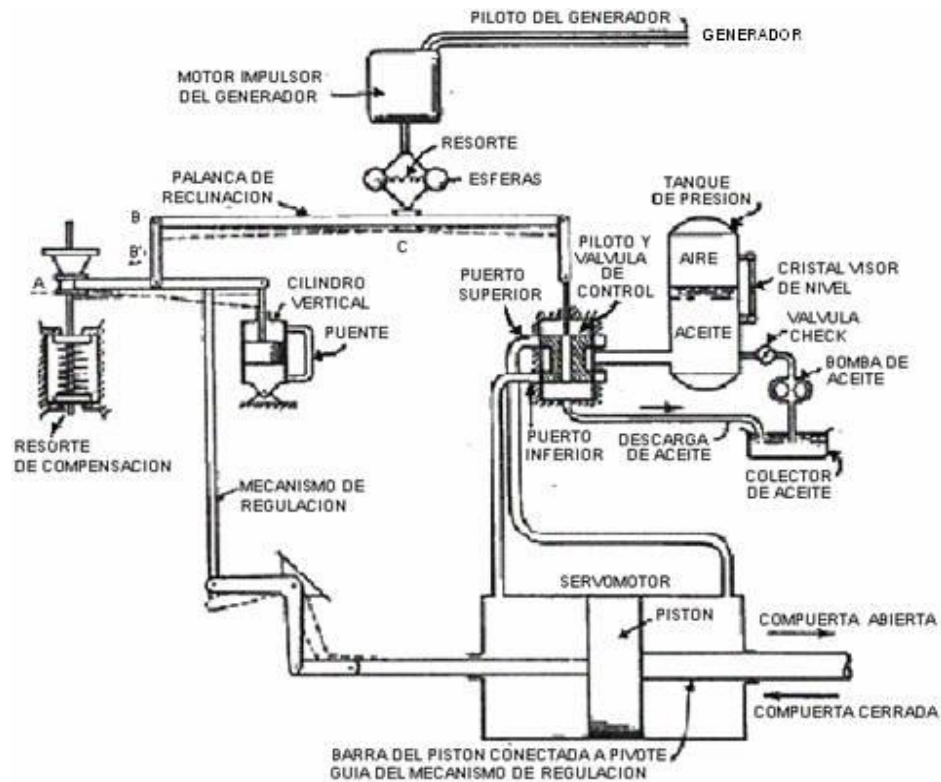 PILOTO DEL GENERADOR
GENERADOR
MOTOR IMPULSOR
DEL GENERADOR
RESORTE
ESFERAS
PALANCA DE
RECLINACION
TANQUE
DE PRESION
B
B'
C
A
CILINDRO
VERTICAL
PUENTE
PILOTO Y
VALVULA
DE
CONTROL
PUERTO
SUPERIOR
AIRE
ACEITE
CRISTAL VISOR
DE NIVEL
VALVULA
CHECK
BOMBA DE
ACEITE
RESORTE
DE COMPENSACION
PUERTO
INFERIOR
DESCARGA
DE ACEITE
COLECTOR
DE ACEITE
MECANISMO DE
REGULACION
SERVOMOTOR
PISTON
COMPUERTA ABIERTA
COMPUERTA CERRADA
BARRA DEL PISTON CONECTADA A PIVOTE
GUIA DEL MECANISMO DE REGULACION